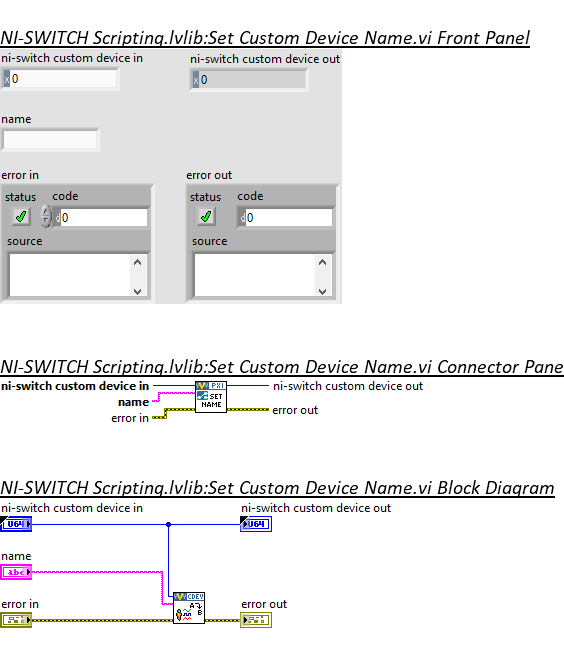 NI-SWITCH Scripting.lvlib:Set Custom Device Name.vi Front Panel
ni-switch custom device in
ni-switch custom device out
x 0
x 0
name
error in
error out
status code
status code
d 0
d 0
source
source
NI-SWITCH Scripting.lvlib:Set Custom Device Name.vi Connector Pane
ni-switch custom device in
PXI
ni-switch custom device out
name
SET
NAME
error in
error out
NI-SWITCH Scripting.lvlib:Set Custom Device Name.vi Block Diagram
ni-switch custom device in
ni-switch custom device out
U64
U64
name
abc
error in
CDEV
A
B
error out